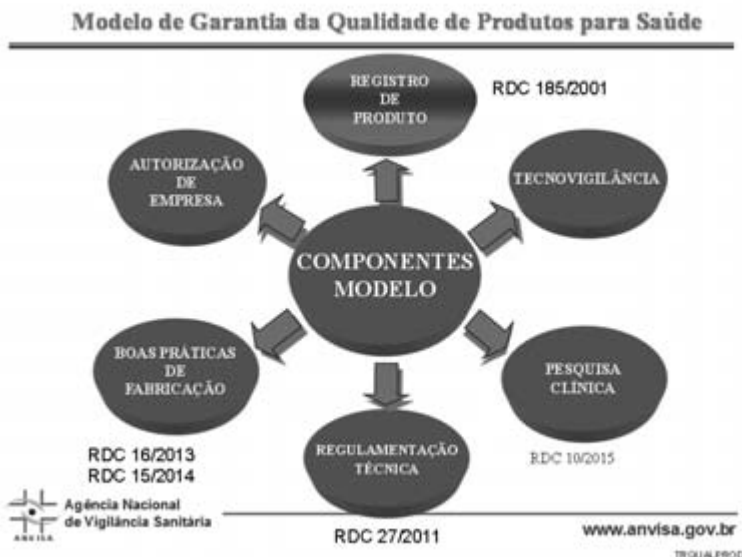 Modelo de Garantia da Qualidade de Produtos para Saúde
REGISTRO
DE
PRODUTO
RDC 185/2001
AUTORIZAÇÃO
DE
EMPRESA
TECNOVIGILÂNCIA
COMPONENTES
MODELO
BOAS PRÁTICAS
DE
FABRICAÇÃO
PESQUISA
CLÍNICA
RDC 16/2013
RDC 15/2014
REGULAMENTAÇÃO
TÉCNICA
RDC 10/2015
Agência Nacional
de Vigilância Sanitária
ANVISA
RDC 27/2011
www.anvisa.gov.br